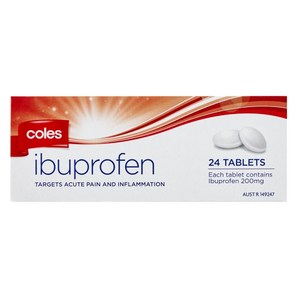 coles
ibuprofen
TARGETS ACUTE PAIN AND INFLAMMATION
24 TABLETS
Each tablet contains
Ibuprofen 200mg
AUST R 149247